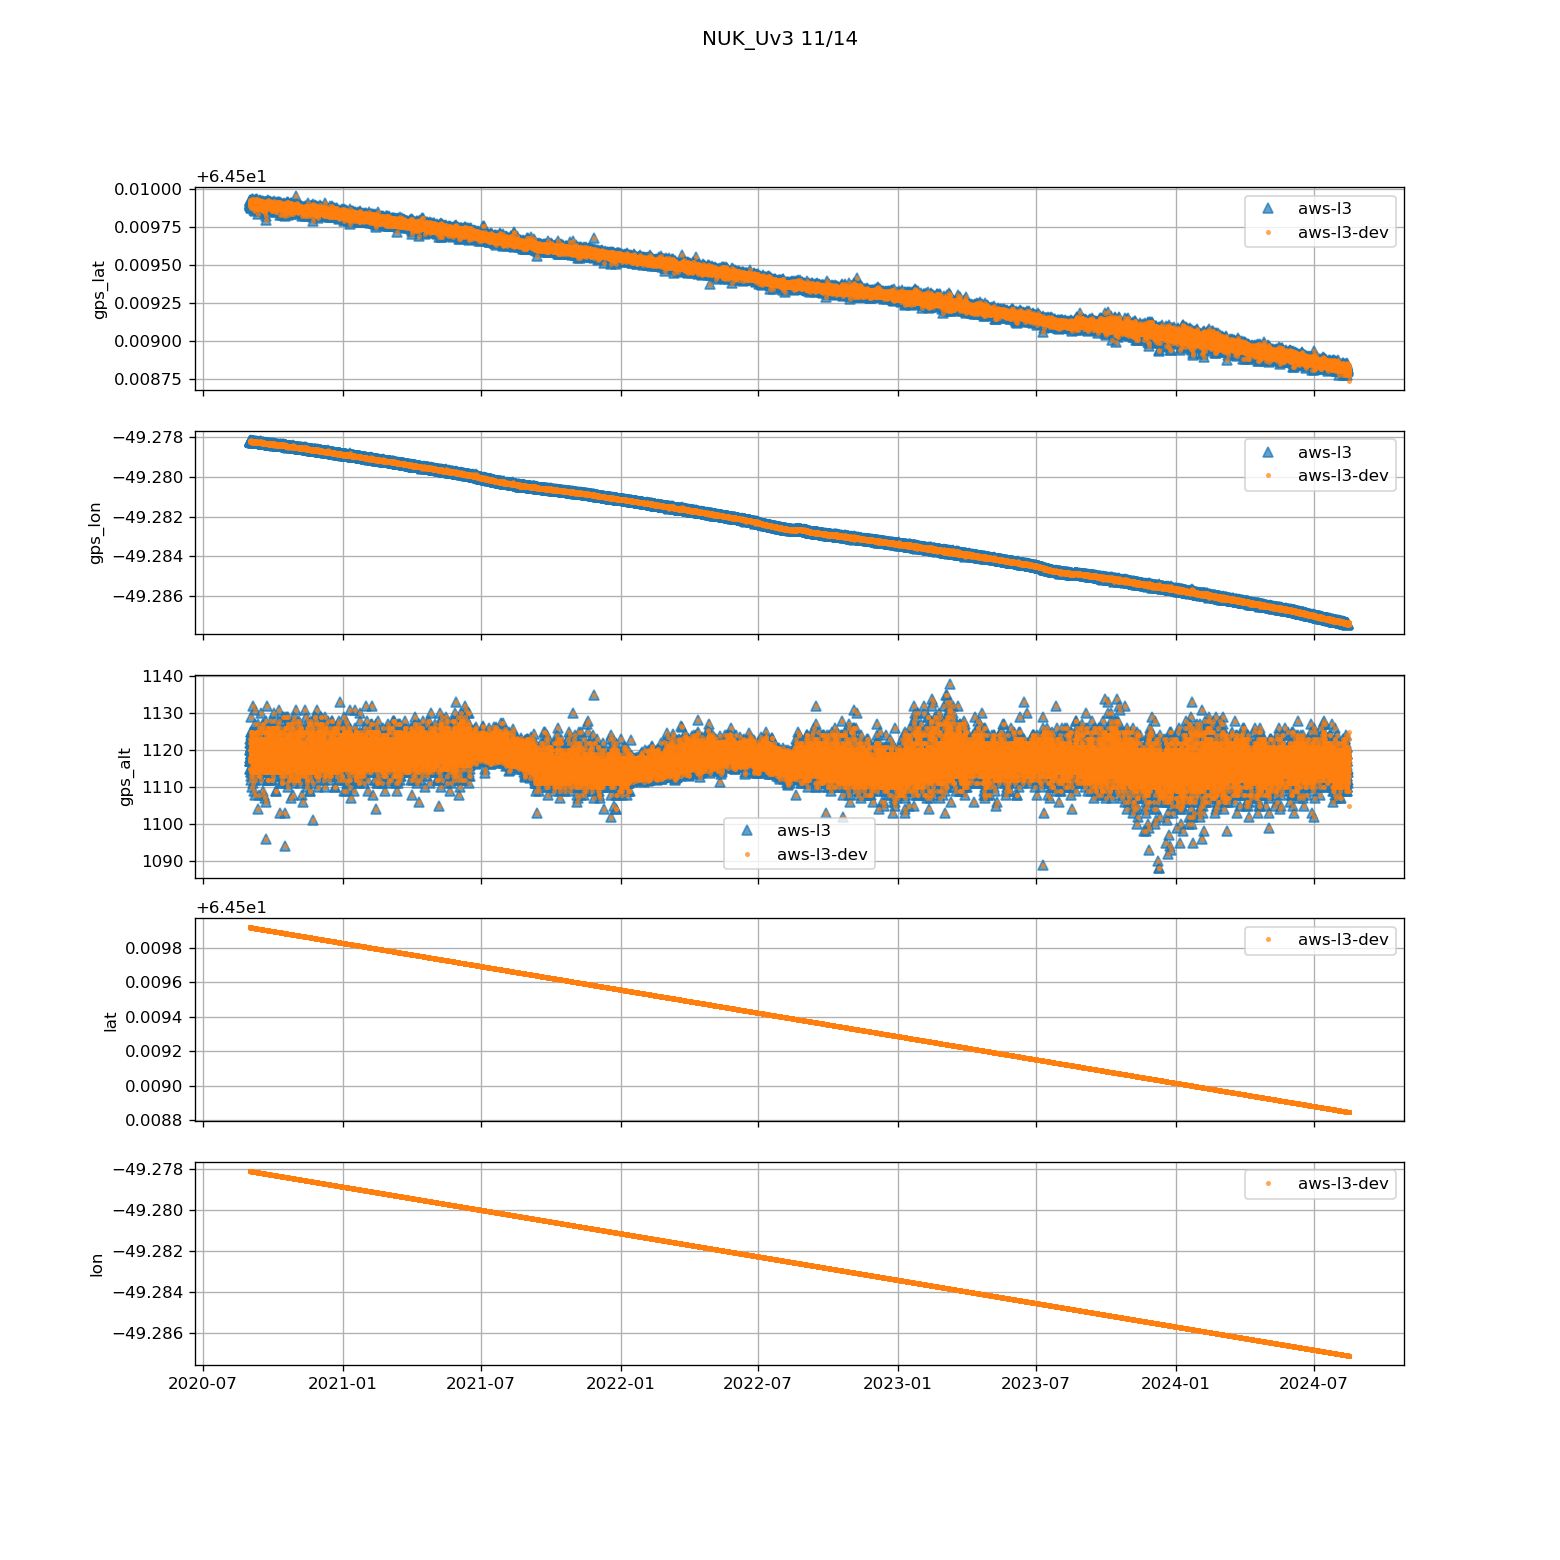 NUK_Uv3 11/14
+6.45e1
0.01000
0.00975
0.00950
0.00925
0.00900
0.00875
gps_lat
aws-l3
aws-l3-dev
−49.278
−49.280
−49.282
−49.284
−49.286
gps_lon
aws-l3
aws-l3-dev
1140
1130
1120
1110
1100
1090
gps_alt
aws-l3
aws-l3-dev
+6.45e1
0.0098
0.0096
0.0094
0.0092
0.0090
0.0088
lat
aws-l3-dev
−49.278
−49.280
−49.282
−49.284
−49.286
lon
aws-l3-dev
2020-07 2021-01 2021-07 2022-01 2022-07 2023-01 2023-07 2024-01 2024-07